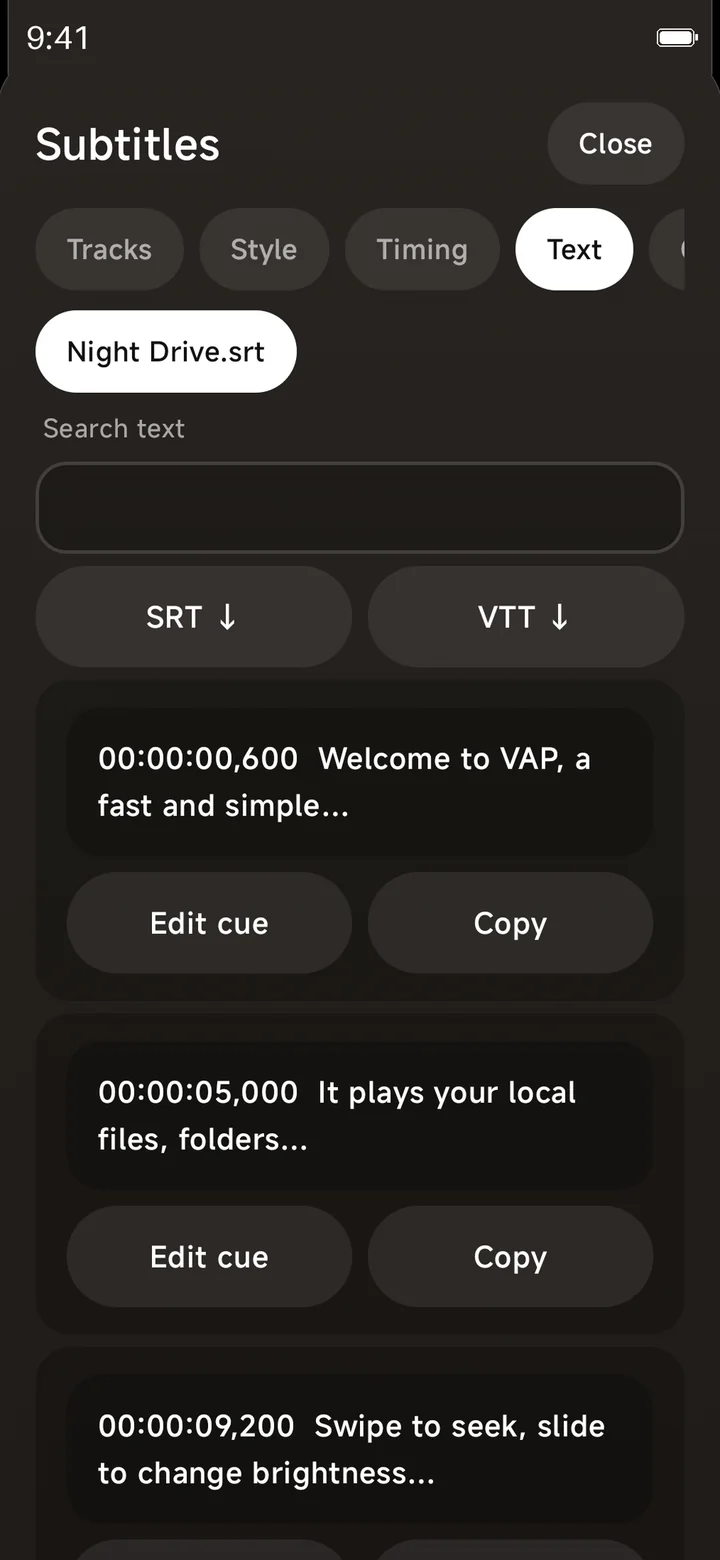 9:41
Subtitles
Close
Tracks
Style
Timing
Text
Night Drive.srt
Search text
SRT ↓
VTT ↓
00:00:00,600 Welcome to VAP, a
fast and simple...
Edit cue
Copy
00:00:05,000 It plays your local
files, folders...
Edit cue
Copy
00:00:09,200 Swipe to seek, slide
to change brightness...